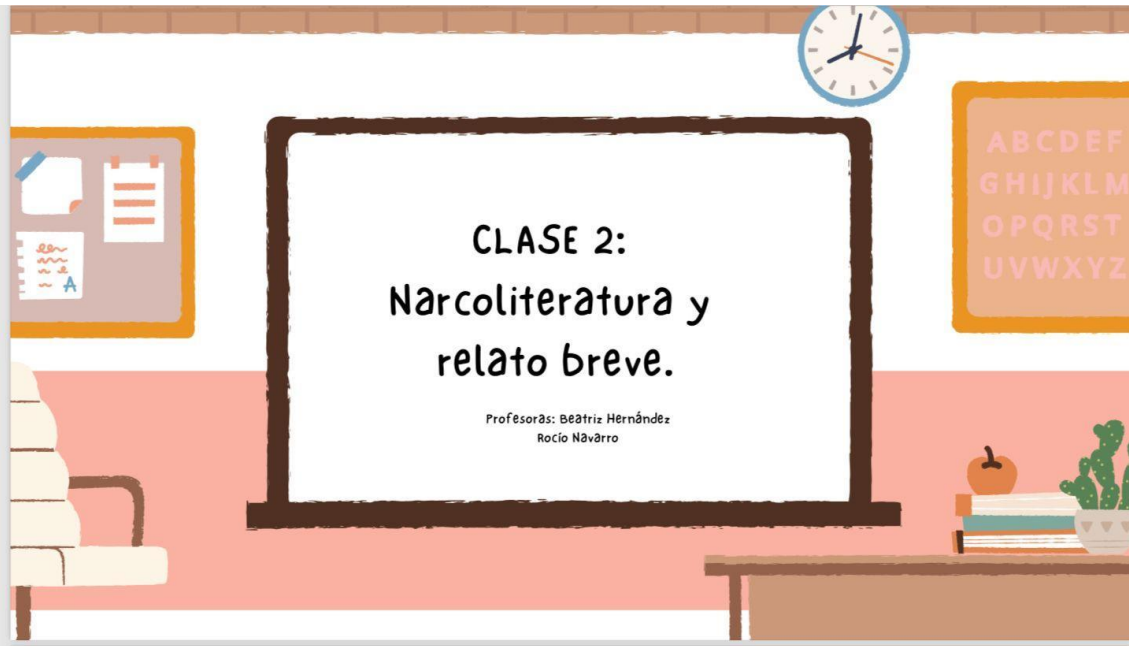 CLASE 2:
Narcoliteratura y
relato breve.
Profesoras: Beatriz Hernández
Rocío Navarro
A
ABCDEF
GHIJKLM
OPQRST
UVWXYZ